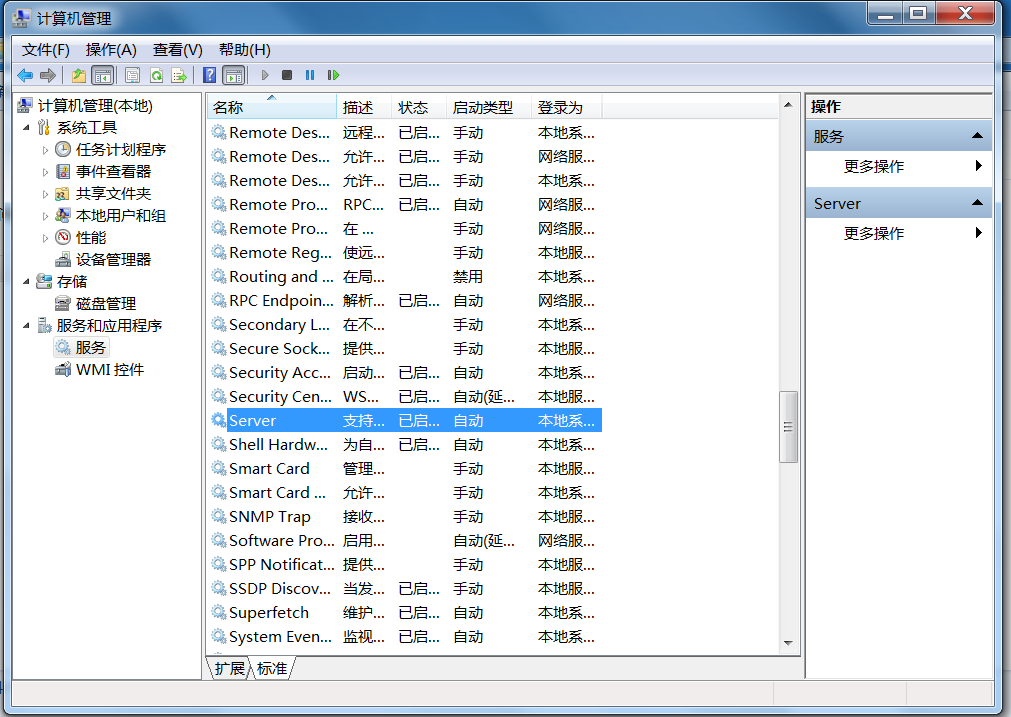 计算机管理
文件(F) 操作(A) 查看(V) 帮助(H)
计算机管理(本地)
系统工具
任务计划程序
事件查看器
共享文件夹
本地用户和组
性能
设备管理器
存储
磁盘管理
服务和应用程序
服务
WMI 控件
名称 描述 状态 启动类型 登录为
Remote Des... 远程... 已启... 手动 本地系...
Remote Des... 允许... 已启... 手动 网络服...
Remote Des... 允许... 已启... 手动 本地系...
Remote Pro... RPC... 已启... 自动 网络服...
Remote Pro... 在 ... 手动 网络服...
Remote Reg... 使远... 手动 本地服...
Routing and ... 在局... 禁用 本地系...
RPC Endpoin... 解析... 已启... 自动 网络服...
Secondary L... 在不... 手动 本地系...
Secure Sock... 提供... 手动 本地服...
Security Acc... 启动... 已启... 自动 本地系...
Security Cen... WS... 已启... 自动(延... 本地服...
Server 支持... 已启... 自动 本地系...
Shell Hardw... 为自... 已启... 自动 本地系...
Smart Card 管理... 手动 本地服...
Smart Card ... 允许... 手动 本地系...
SNMP Trap 接收... 手动 本地服...
Software Pro... 启用... 自动(延... 网络服...
SPP Notificat... 提供... 手动 本地服...
SSDP Discov... 当发... 已启... 手动 本地服...
Superfetch 维护... 已启... 自动 本地系...
System Even... 监视... 已启... 自动 本地系...
扩展 标准
操作
服务
更多操作
Server
更多操作